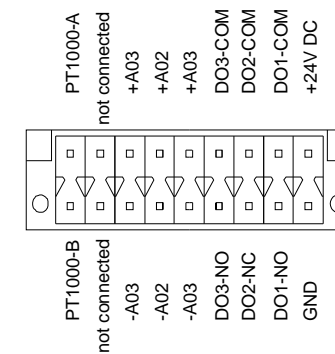 PT1000-A
not connected
+A03
+A02
+A03
DO3-COM
DO2-COM
DO1-COM
+24V DC
PT1000-B
not connected
-A03
-A02
-A03
DO3-NO
DO2-NC
DO1-NO
GND